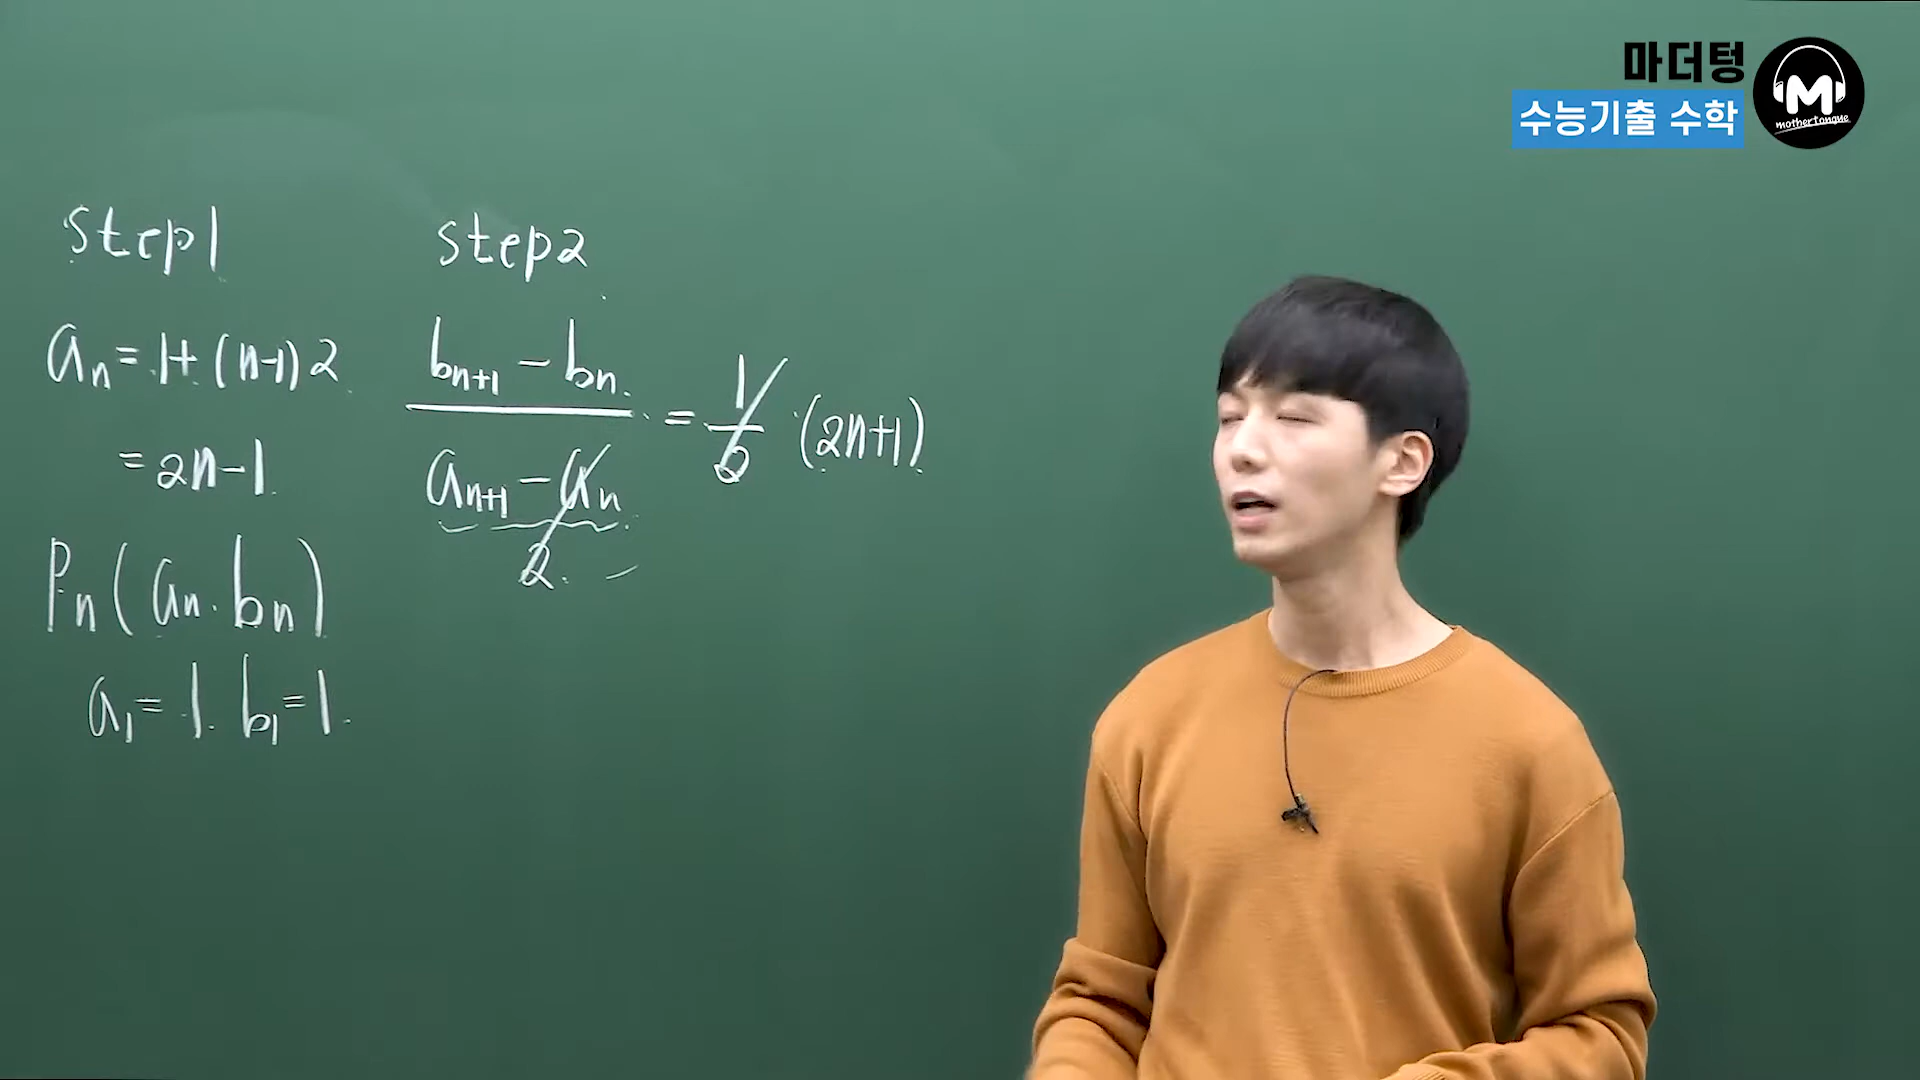 마더텅
수능기출 수학
M
mothertongue
step1
an = 1+(n-1)2
= 2n-1
Pn(an. bn)
a1 = 1. b1 = 1.
step2
bn+1 - bn
an+1 - an
2
= 1/6 · (2n+1)